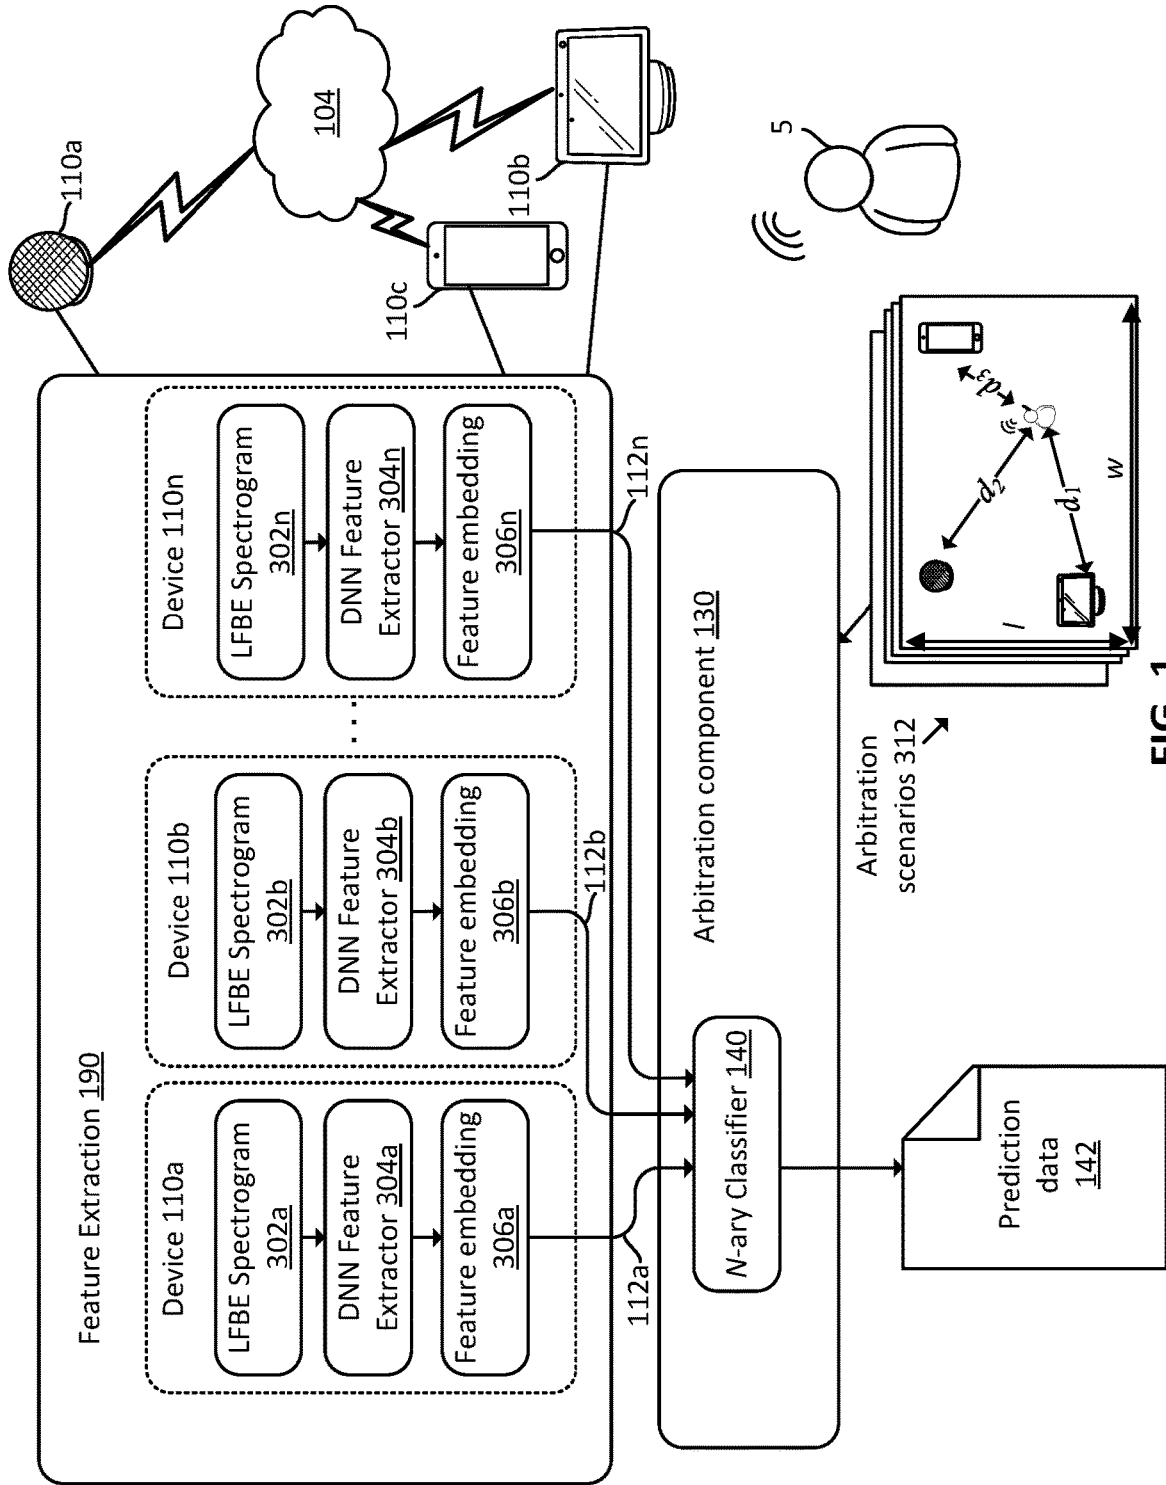 Feature Extraction 190
Device 110a
LFBE Spectrogram
302a
DNN Feature
Extractor 304a
Feature embedding
306a
Device 110b
LFBE Spectrogram
302b
DNN Feature
Extractor 304b
Feature embedding
306b
. . .
Device 110n
LFBE Spectrogram
302n
DNN Feature
Extractor 304n
Feature embedding
306n
110a
104
110c
110b
5
112a
112b
112n
Arbitration component 130
N-ary Classifier 140
Prediction
data
142
Arbitration
scenarios 312
l
w
d1
d2
d3
FIG. 1